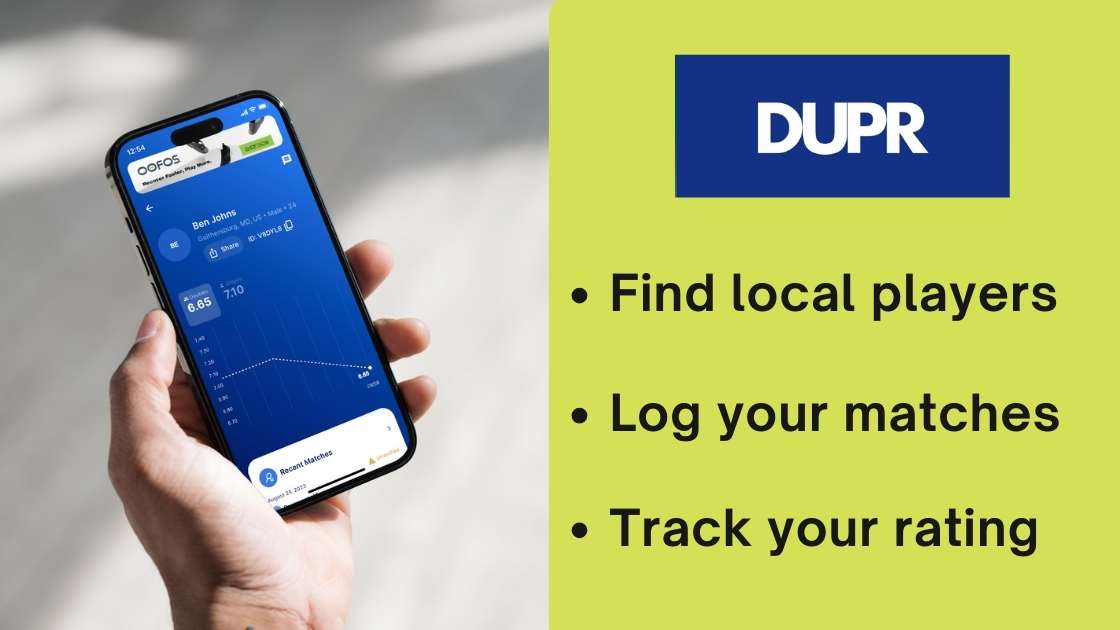 12:54
OOFOS
Recover Faster. Play More.
Ben Johns
Gaithersburg, MD, US • Male • 24
BE
Share
ID: V8DYL8
Doubles
6.65
7.10
6.65
Recent Matches
August 24, 2023
DUPR
• Find local players
• Log your matches
• Track your rating